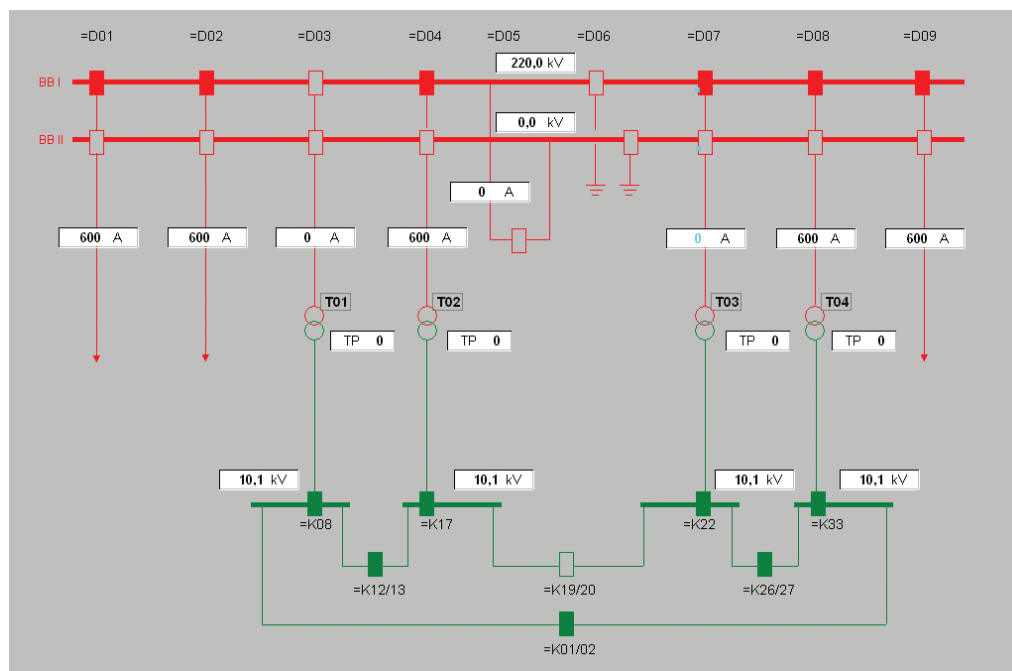 =D01 =D02 =D03 =D04 =D05 =D06 =D07 =D08 =D09
220,0 kV
BB I
0,0 kV
BB II
0 A
600 A 600 A 0 A 600 A 0 A 600 A 600 A
T01 T02 T03 T04
TP 0 TP 0 TP 0 TP 0
10,1 kV 10,1 kV 10,1 kV 10,1 kV
=K08 =K17 =K22 =K33
=K12/13 =K19/20 =K26/27
=K01/02